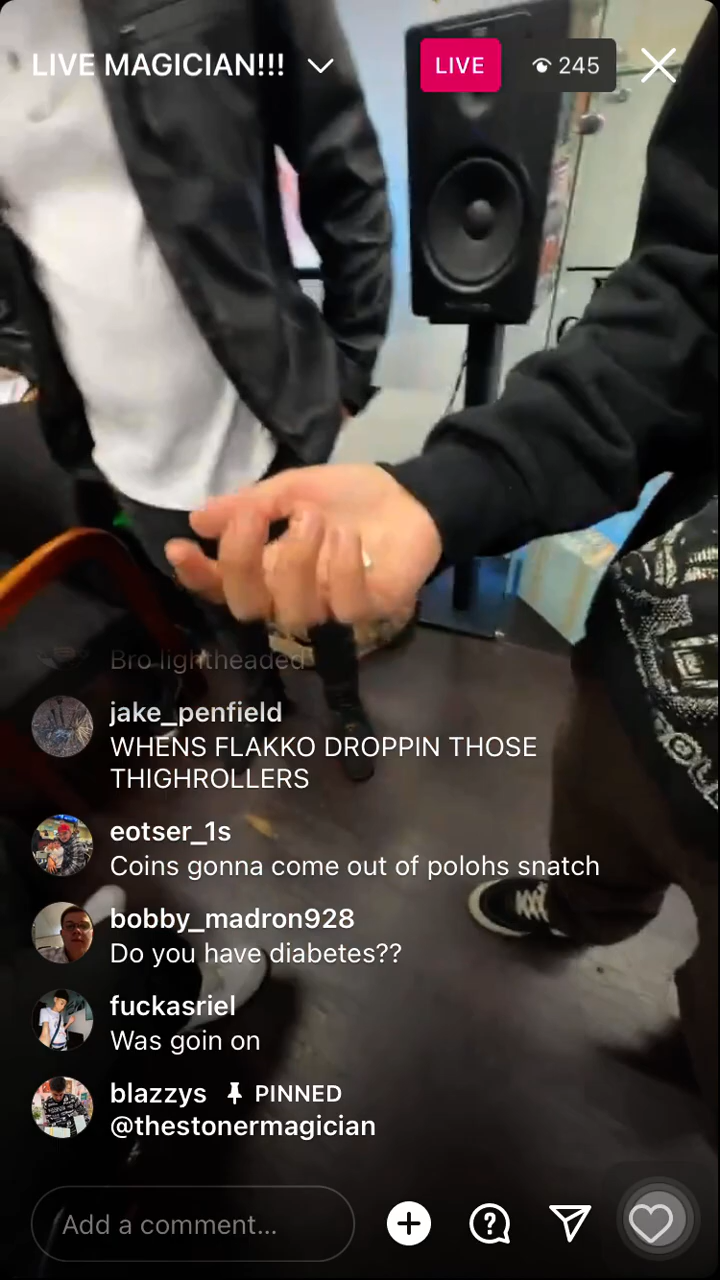 LIVE MAGICIAN!!!
LIVE
245
Bro lightheaded
jake_penfield
WHENS FLAKKO DROPPIN THOSE
THIGHROLLERS
eotser_1s
Coins gonna come out of polohs snatch
bobby_madron928
Do you have diabetes??
fuckasriel
Was goin on
blazzys PINNED
@thestonermagician
Add a comment...